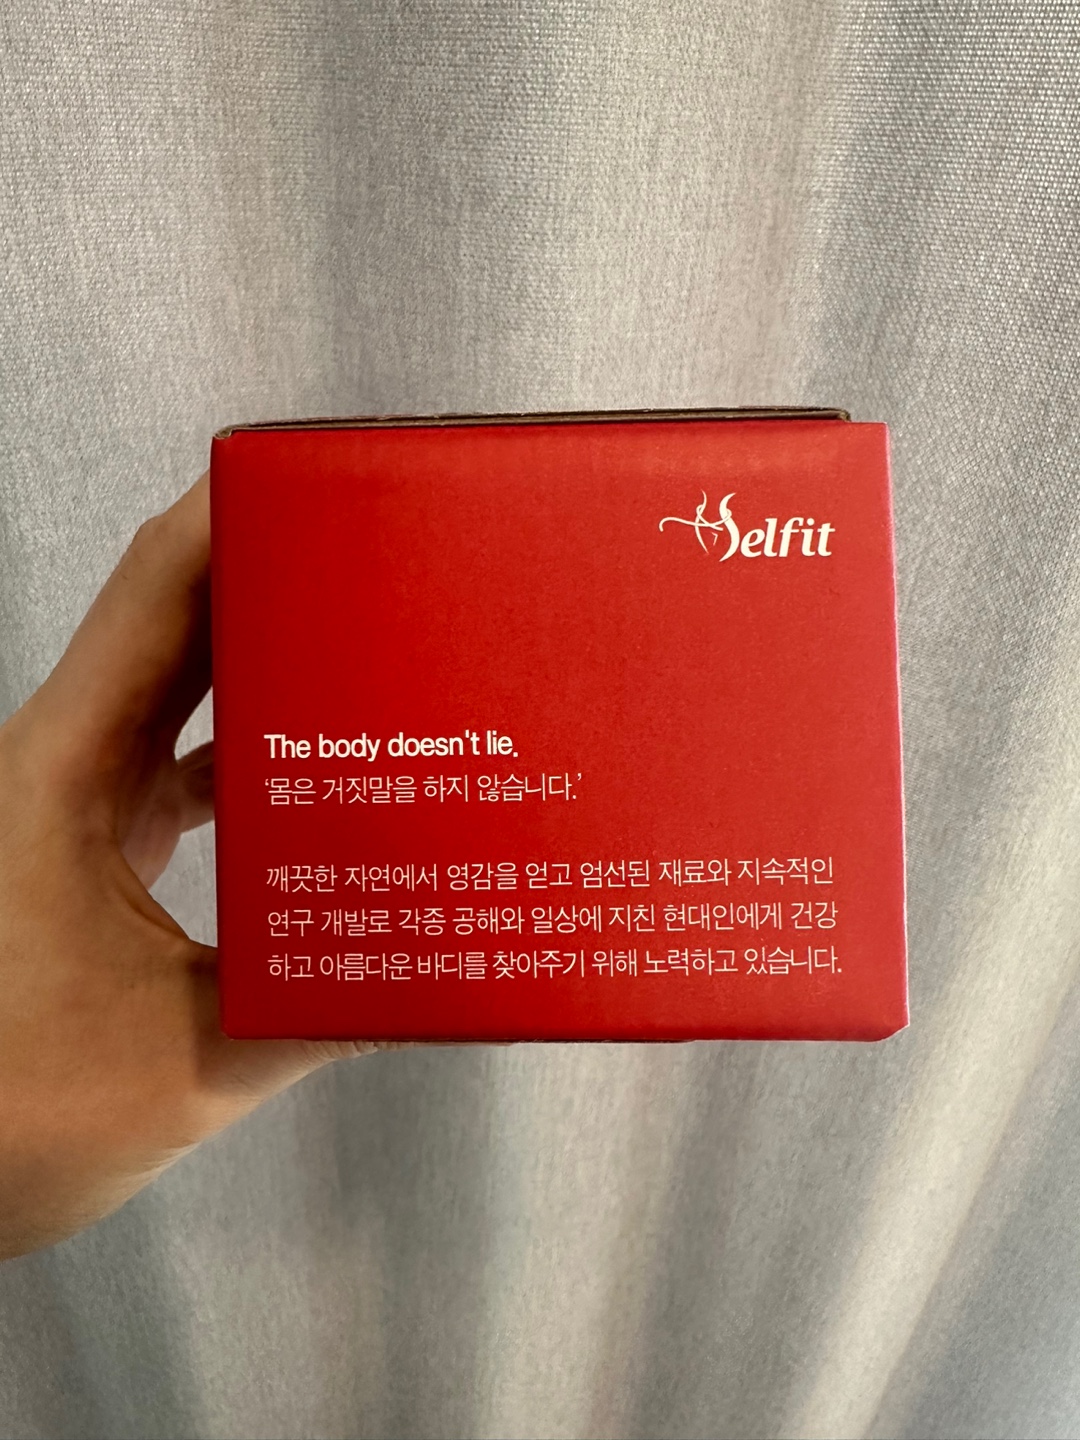 Selfit
The body doesn't lie.
‘몸은 거짓말을 하지 않습니다.’
깨끗한 자연에서 영감을 얻고 엄선된 재료와 지속적인
연구 개발로 각종 공해와 일상에 지친 현대인에게 건강
하고 아름다운 바디를 찾아주기 위해 노력하고 있습니다.